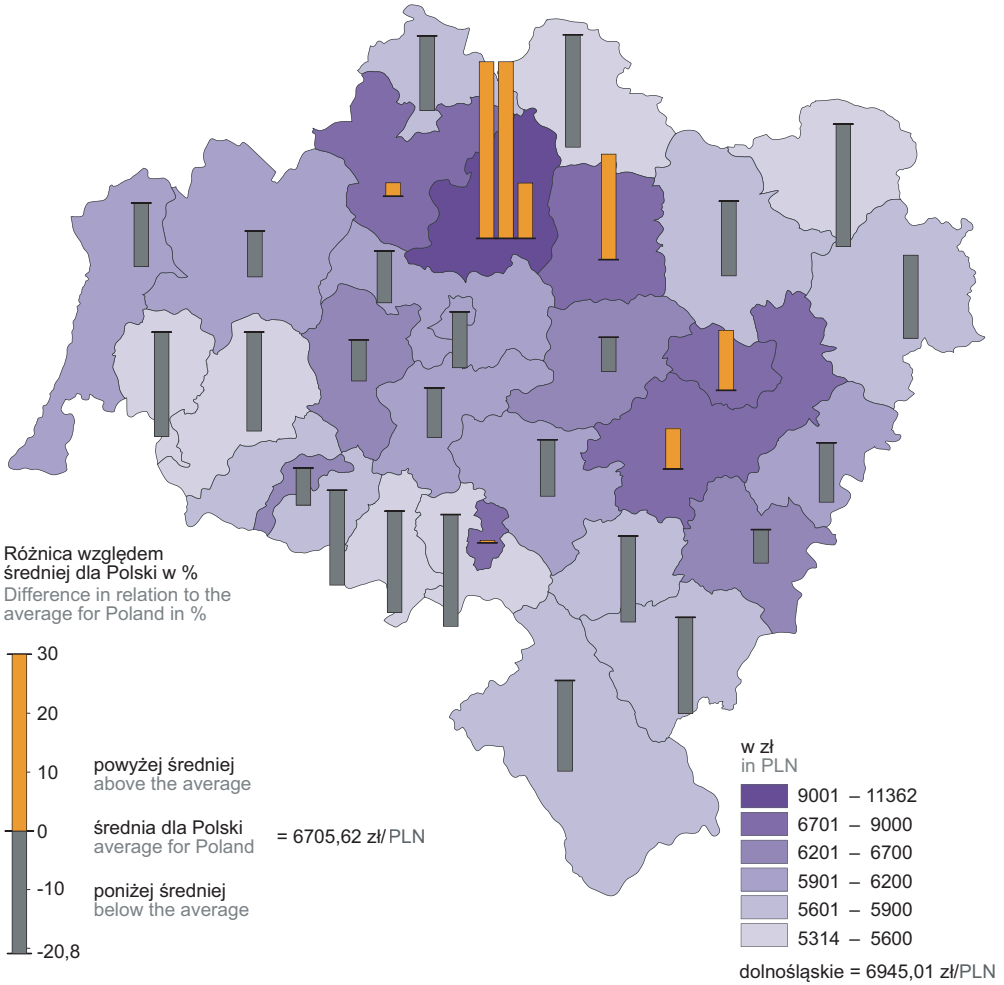 Różnica względem
średniej dla Polski w %
Difference in relation to the
average for Poland in %
30
20
10
0
-10
-20,8
powyżej średniej
above the average
średnia dla Polski
average for Poland
= 6705,62 zł/PLN
poniżej średniej
below the average
w zł
in PLN
9001 – 11362
6701 – 9000
6201 – 6700
5901 – 6200
5601 – 5900
5314 – 5600
dolnośląskie = 6945,01 zł/PLN